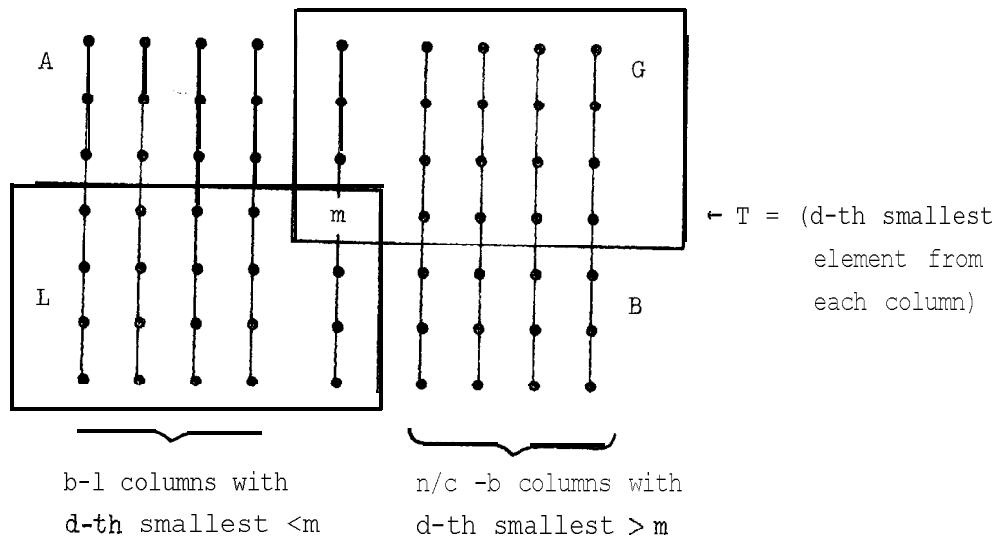 A
G
m
← T = (d-th smallest
element from
each column)
L
B
b-l columns with
d-th smallest <m
n/c -b columns with
d-th smallest > m